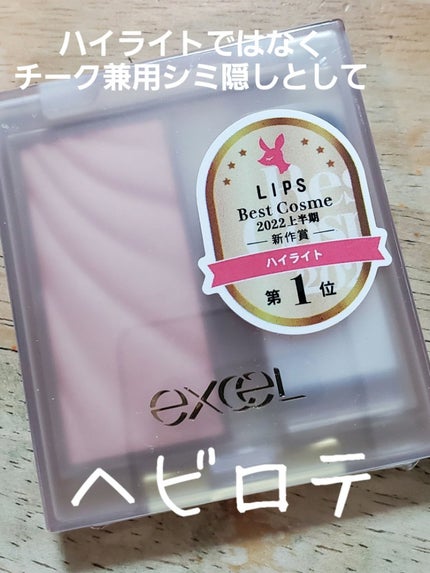 ハイライトではなく
チーク兼用シミ隠しとして
LIPS
Best Cosme
2022上半期
新作賞
ハイライト
第1位
excel
ヘビロテ